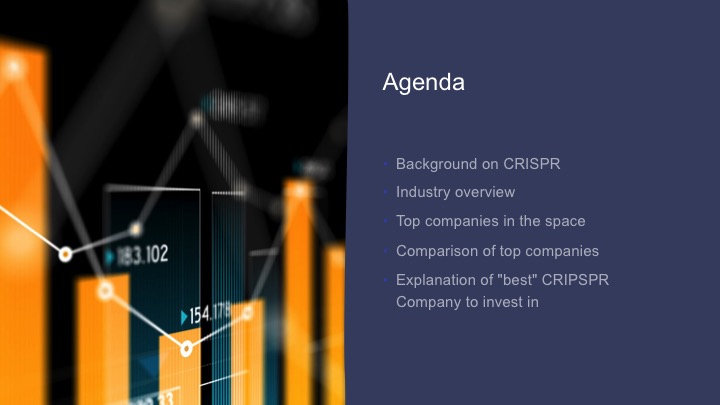 Agenda
• Background on CRISPR
• Industry overview
• Top companies in the space
• Comparison of top companies
• Explanation of "best" CRIPSPR
Company to invest in
183.102
154.178